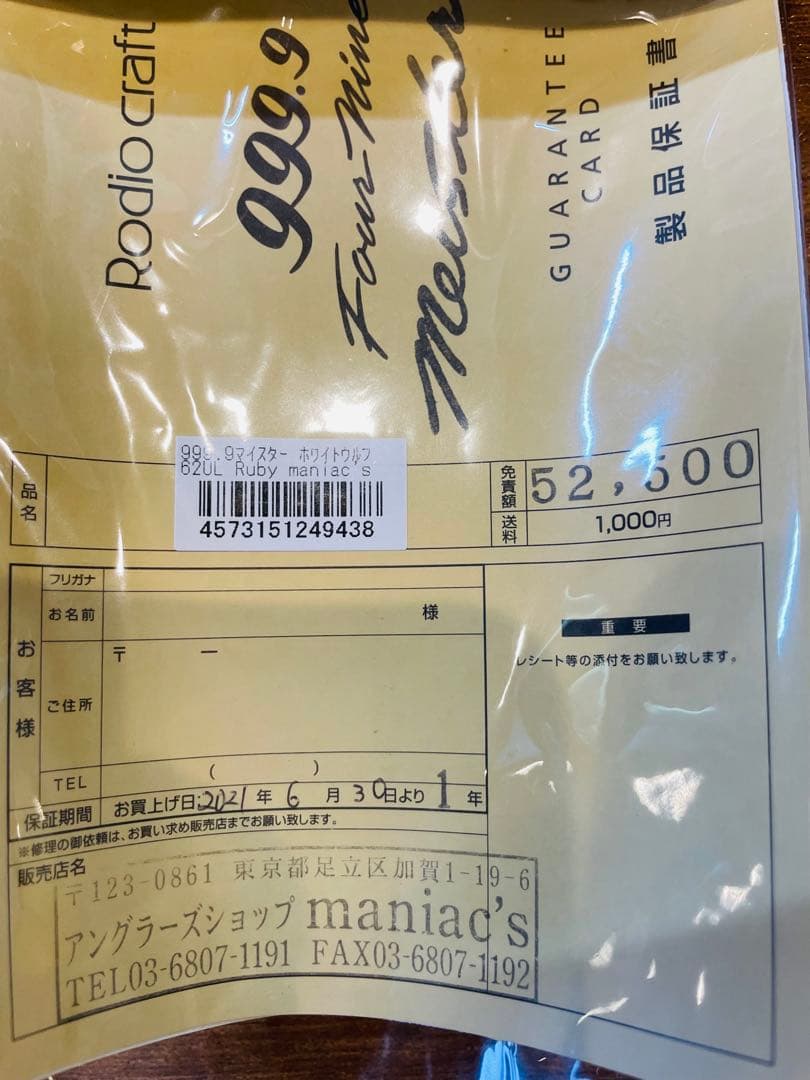 Rodio craft
999.9
Four-Nine
Meister
GUARANTEE
CARD
製品保証書
品名
999.9マイスター ホワイトウルフ
62UL Ruby maniac's
4573151249438
免責額
52,500
送料
1,000円
お客様
フリガナ
お名前
様
ご住所
〒 ー
TEL
( )
保証期間
お買上げ日:2021年 6月 30日より 1年
重要
レシート等の添付をお願い致します。
※修理の御依頼は、お買い求め販売店までお願い致します。
販売店名
〒123-0861 東京都足立区加賀1-19-6
アングラーズショップ maniac's
TEL03-6807-1191 FAX03-6807-1192